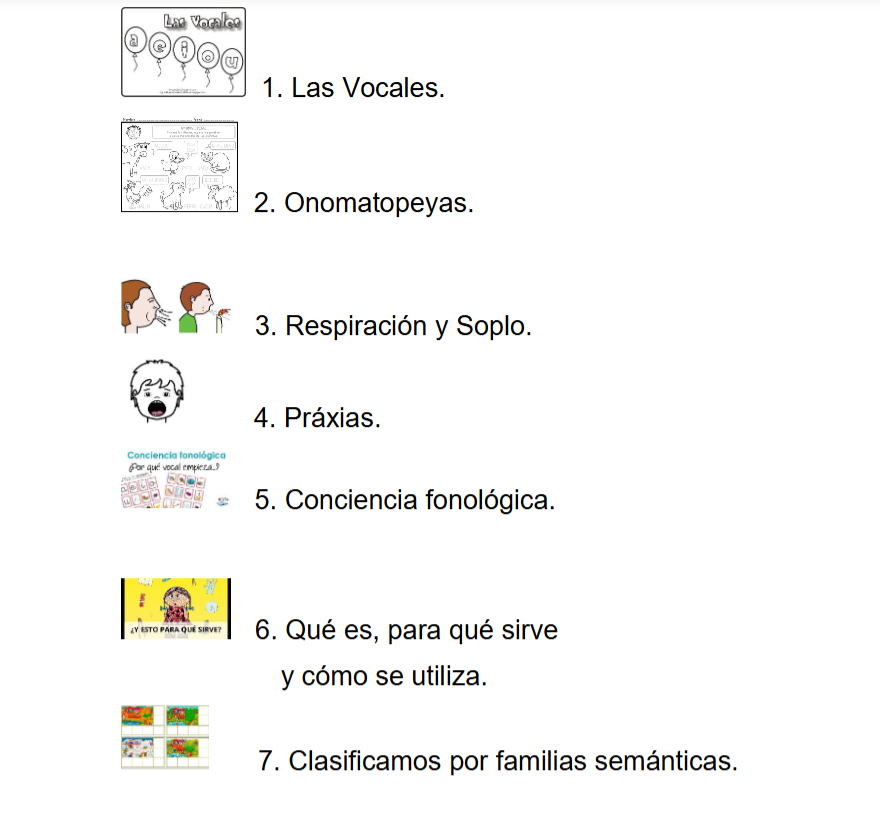 Las Vocales
a e i o u
1. Las Vocales.
2. Onomatopeyas.
3. Respiración y Soplo.
4. Práxias.
Conciencia fonológica
¿Por qué vocal empieza..?
5. Conciencia fonológica.
¿Y ESTO PARA QUÉ SIRVE?
6. Qué es, para qué sirve
y cómo se utiliza.
7. Clasificamos por familias semánticas.